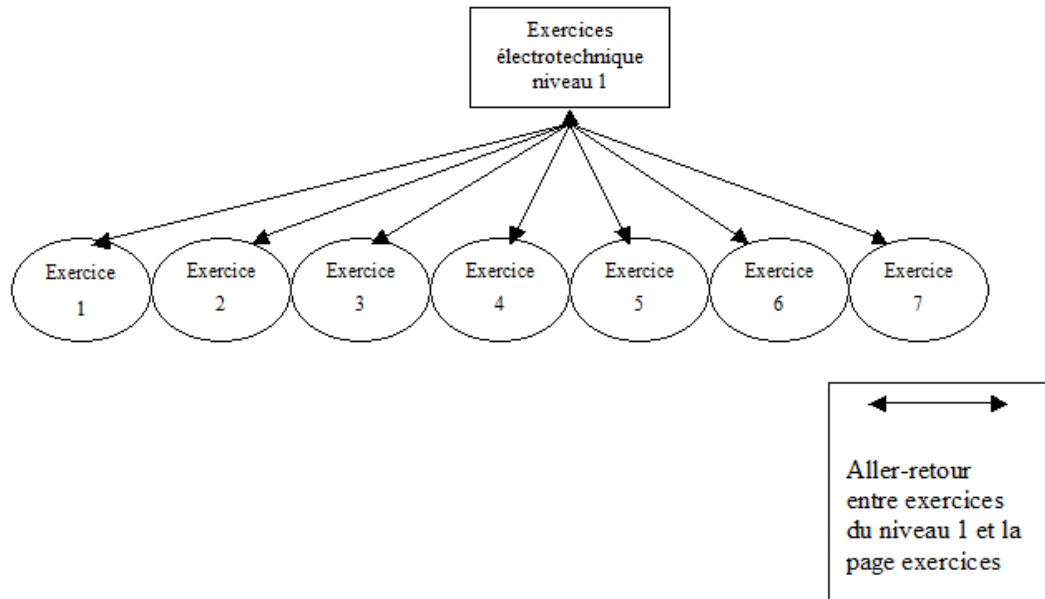 Exercices
électrotechnique
niveau 1
Exercice
1
Exercice
2
Exercice
3
Exercice
4
Exercice
5
Exercice
6
Exercice
7
Aller-retour
entre exercices
du niveau 1 et la
page exercices